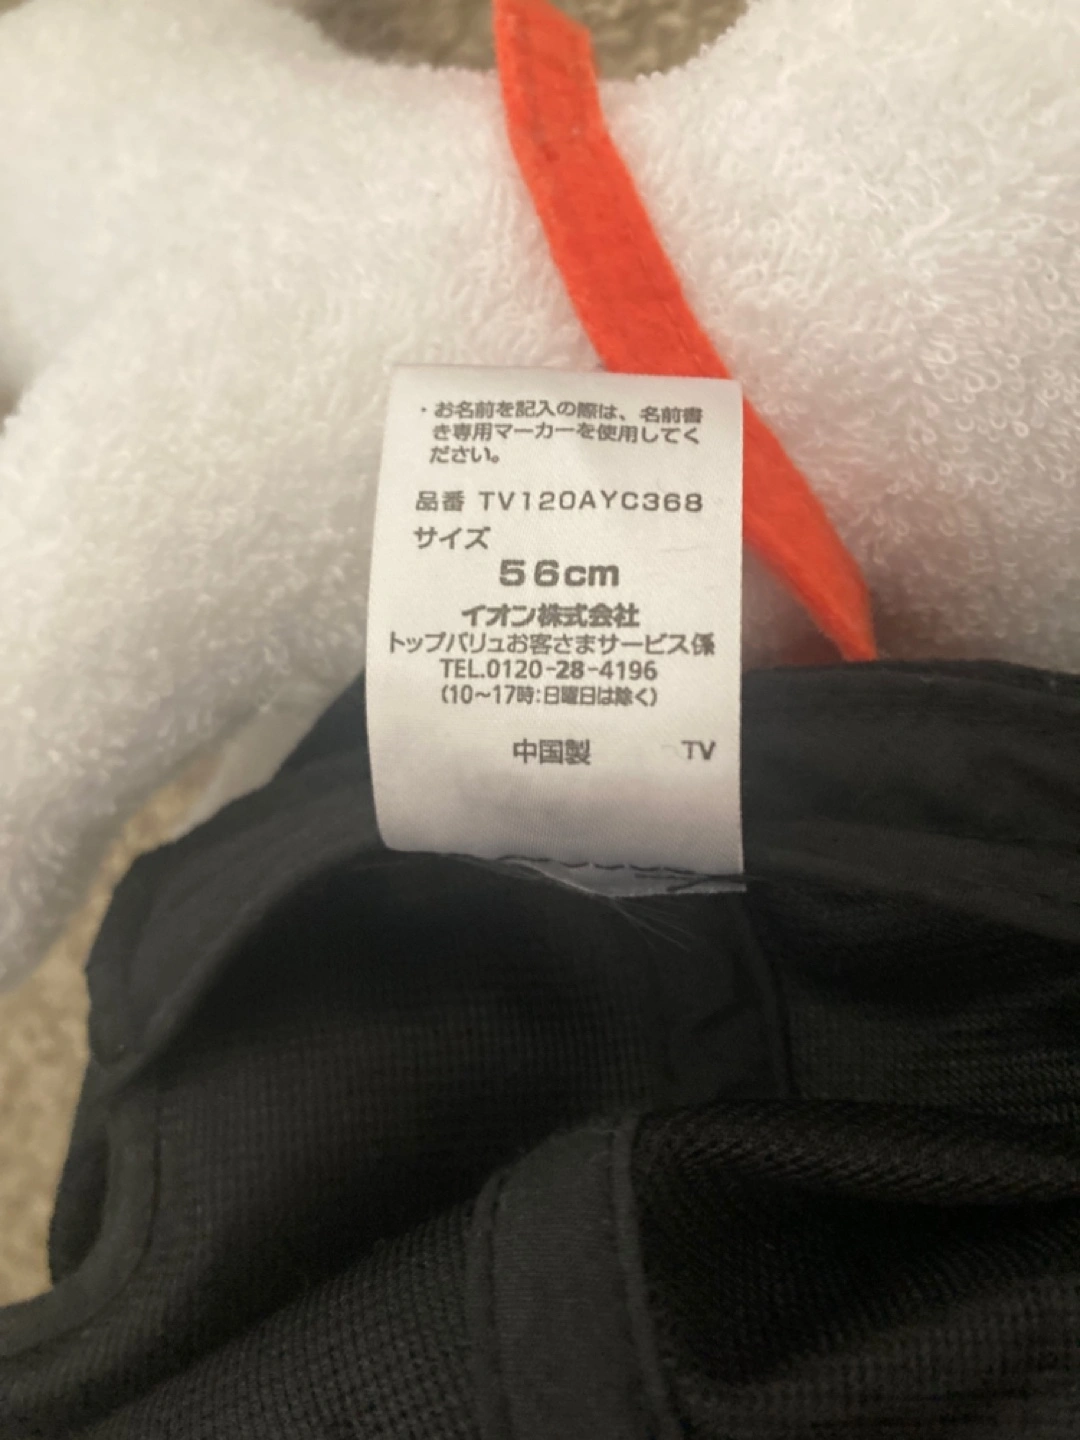 ・お名前を記入の際は、名前書
き専用マーカーを使用してく
ださい。
品番 TV120AYC368
サイズ
56cm
イオン株式会社
トップバリュお客さまサービス係
TEL.0120-28-4196
(10～17時:日曜日は除く)
中国製 TV